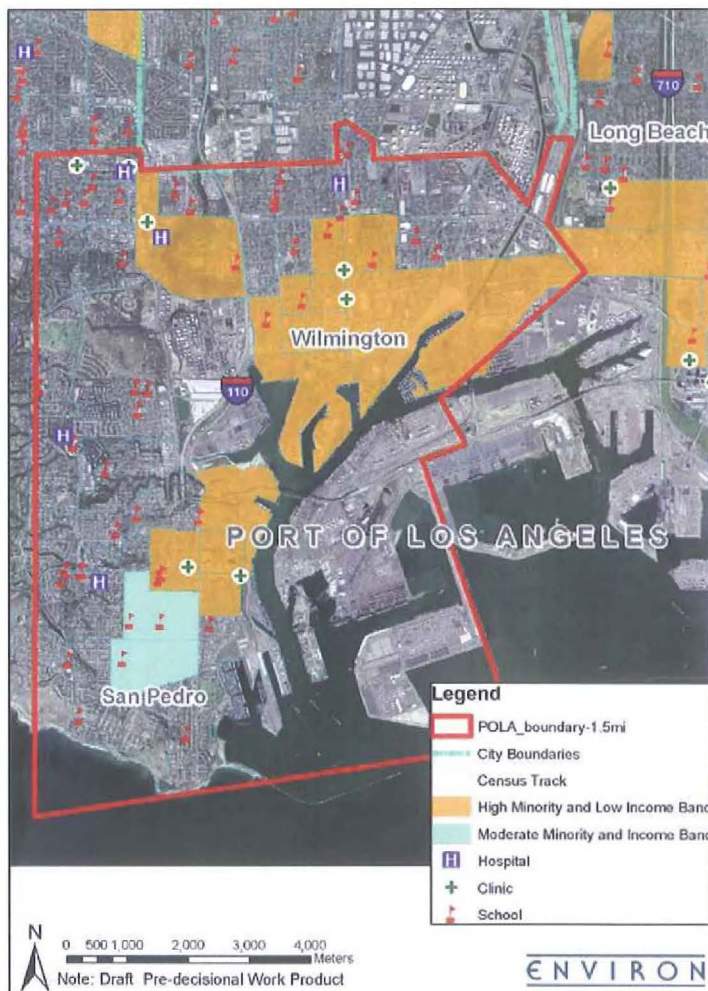 710
Long Beach
Wilmington
110
PORT OF LOS ANGELES
San Pedro
Legend
POLA_boundary-1.5mi
City Boundaries
Census Track
High Minority and Low Income Band
Moderate Minority and Income Band
H Hospital
Clinic
School
N
0 500 1,000 2,000 3,000 4,000
Meters
Note: Draft Pre-decisional Work Product
ENVIRON